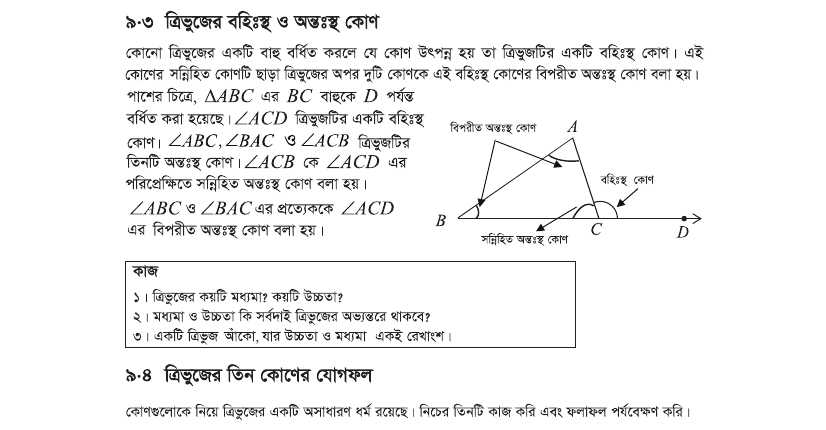 ৯·৩ ত্রিভুজের বহিঃস্থ ও অন্তঃস্থ কোণ
কোনো ত্রিভুজের একটি বাহু বর্ধিত করলে যে কোণ উৎপন্ন হয় তা ত্রিভুজটির একটি বহিঃস্থ কোণ। এই
কোণের সন্নিহিত কোণটি ছাড়া ত্রিভুজের অপর দুটি কোণকে এই বহিঃস্থ কোণের বিপরীত অন্তঃস্থ কোণ বলা হয়।
পাশের চিত্রে, ΔABC এর BC বাহুকে D পর্যন্ত
বর্ধিত করা হয়েছে। ∠ACD ত্রিভুজটির একটি বহিঃস্থ
কোণ। ∠ABC, ∠BAC ও ∠ACB ত্রিভুজটির
তিনটি অন্তঃস্থ কোণ। ∠ACB কে ∠ACD এর
পরিপ্রেক্ষিতে সন্নিহিত অন্তঃস্থ কোণ বলা হয়।
∠ABC ও ∠BAC এর প্রত্যেককে ∠ACD
এর বিপরীত অন্তঃস্থ কোণ বলা হয়।
বিপরীত অন্তঃস্থ কোণ
A
বহিঃস্থ কোণ
B
সন্নিহিত অন্তঃস্থ কোণ
C
D
কাজ
১। ত্রিভুজের কয়টি মধ্যমা? কয়টি উচ্চতা?
২। মধ্যমা ও উচ্চতা কি সর্বদাই ত্রিভুজের অভ্যন্তরে থাকবে?
৩। একটি ত্রিভুজ আঁকো, যার উচ্চতা ও মধ্যমা একই রেখাংশ।
৯·৪ ত্রিভুজের তিন কোণের যোগফল
কোণগুলোকে নিয়ে ত্রিভুজের একটি অসাধারণ ধর্ম রয়েছে। নিচের তিনটি কাজ করি এবং ফলাফল পর্যবেক্ষণ করি।